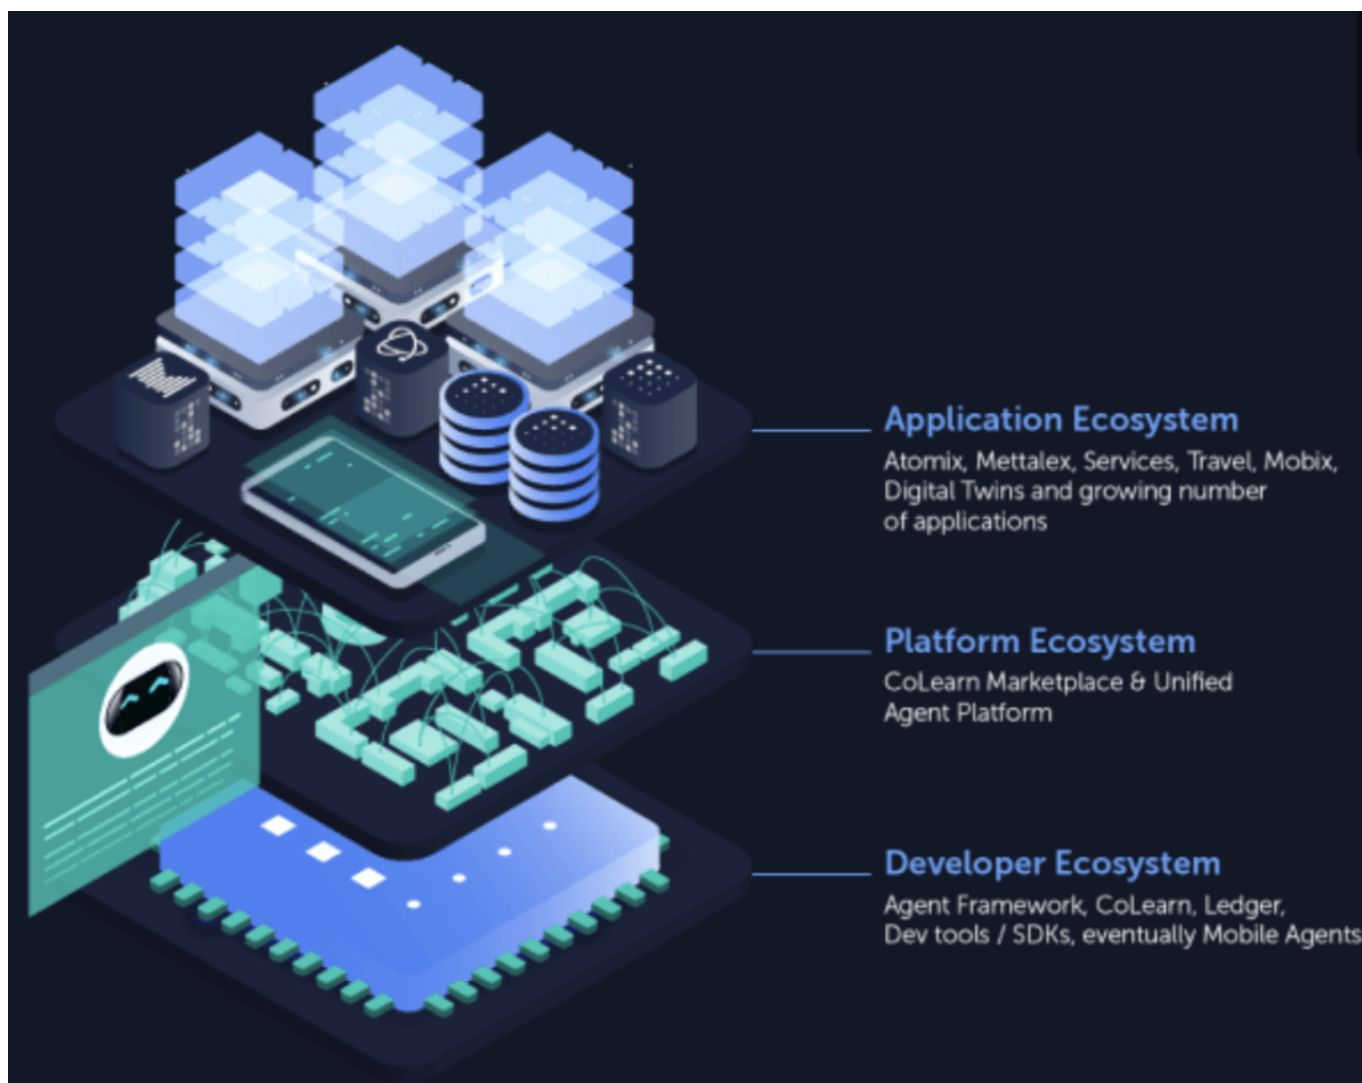 Application Ecosystem
Atomix, Mettalex, Services, Travel, Mobix,
Digital Twins and growing number
of applications
Platform Ecosystem
CoLearn Marketplace & Unified
Agent Platform
Developer Ecosystem
Agent Framework, CoLearn, Ledger,
Dev tools / SDKs, eventually Mobile Agents